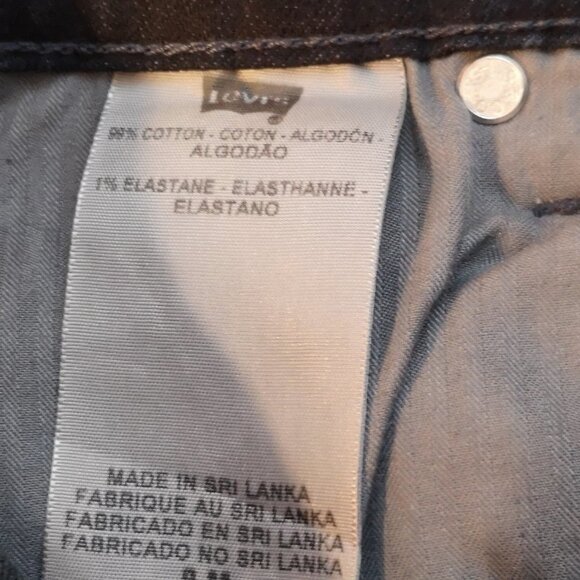 Levi's
®
99% COTTON - COTON - ALGODÓN -
ALGODÃO
1% ELASTANE - ELASTHANNE -
ELASTANO
MADE IN SRI LANKA
FABRIQUE AU SRI LANKA
FABRICADO EN SRI LANKA
FABRICADO NO SRI LANKA